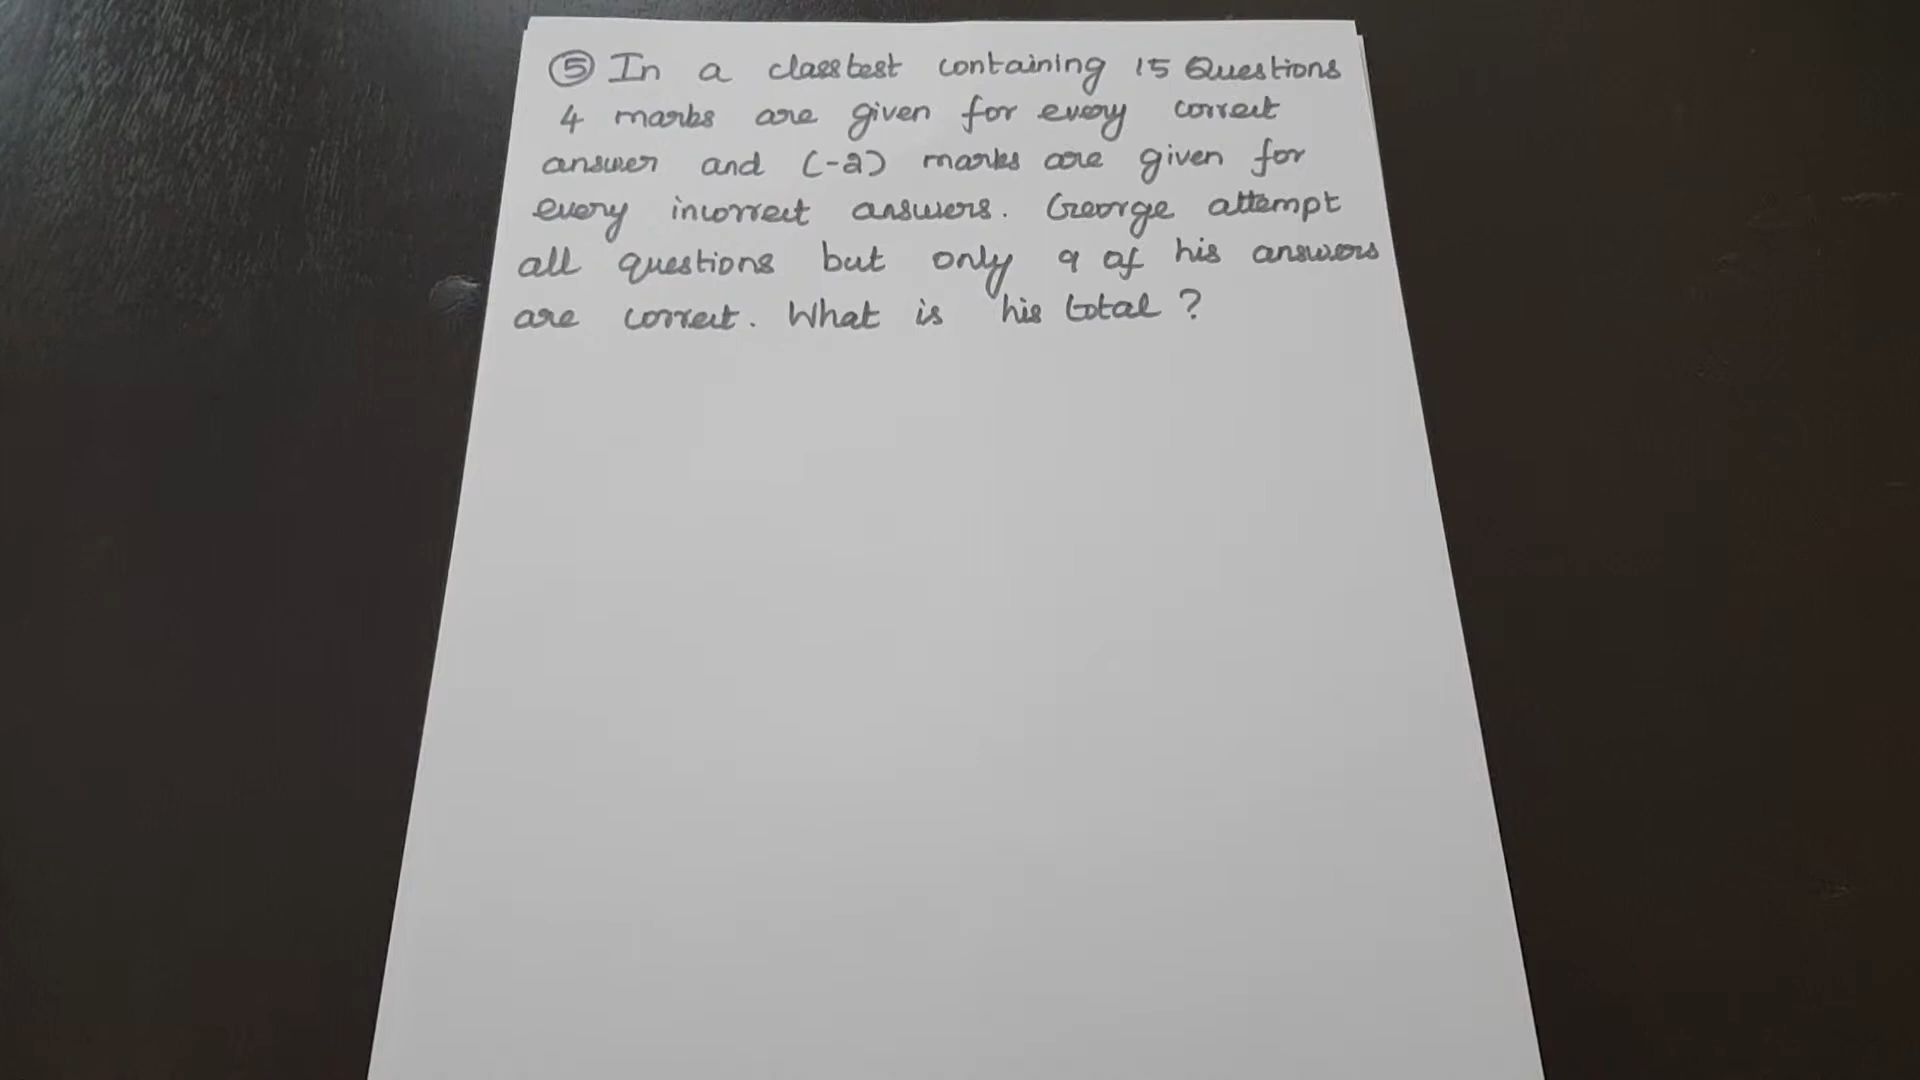 ⑤ In a classtest containing 15 Questions
4 marks are given for every correct
answer and (-2) marks are given for
every incorrect answers. George attempt
all questions but only 9 of his answers
are correct. What is his total ?